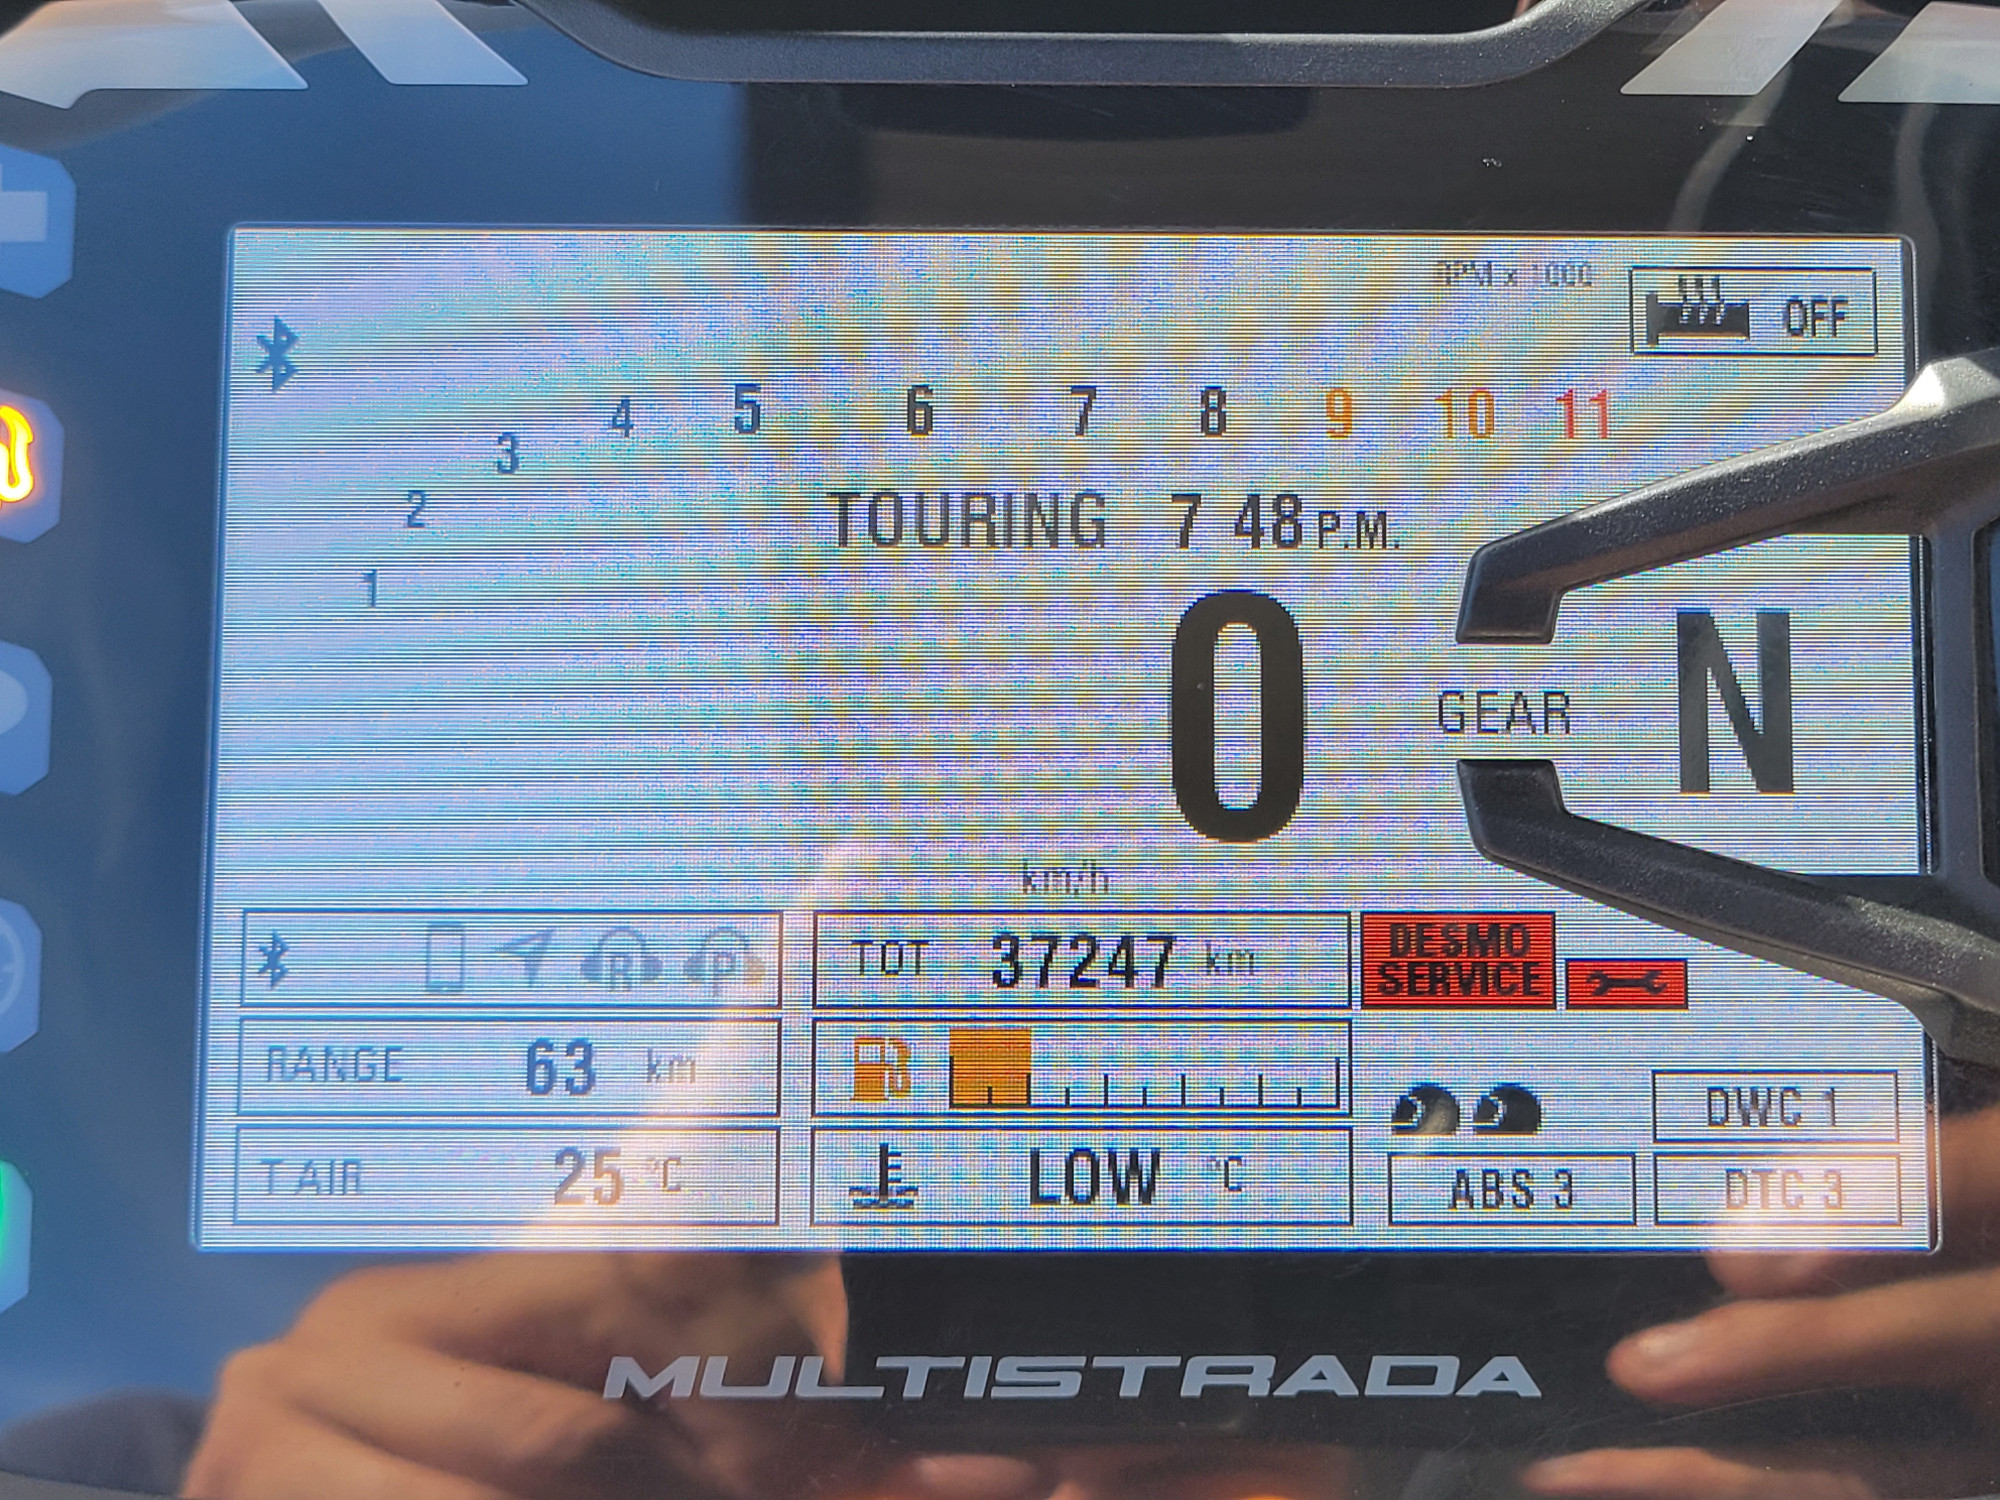 RPM x 1000
OFF
1 2 3 4 5 6 7 8 9 10 11
TOURING 7 48 P.M.
0
km/h
GEAR N
R P
TOT 37247 km
DESMO
SERVICE
RANGE 63 km
T AIR 25 °C
LOW °C
DWC 1
ABS 3
DTC 3
MULTISTRADA